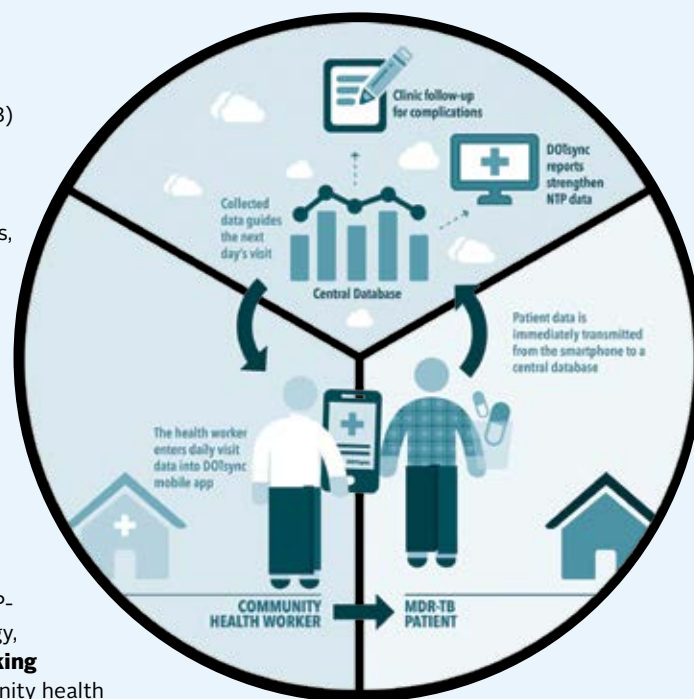 Clinic follow-up
for complications
DOTsync
reports
strengthen
NTP data
Collected
data guides
the next
day's visit
Central Database
Patient data is
immediately transmitted
from the smartphone to a
central database
The health worker
enters daily visit
data into DOTsync
mobile app
COMMUNITY
HEALTH WORKER
MDR-TB
PATIENT
3)
s,
P-
gy,
king
unity health